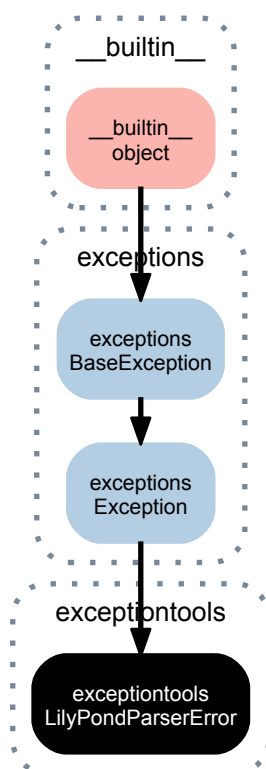 __builtin__
__builtin__
object
exceptions
exceptions
BaseException
exceptions
Exception
exceptiontools
exceptiontools
LilyPondParserError